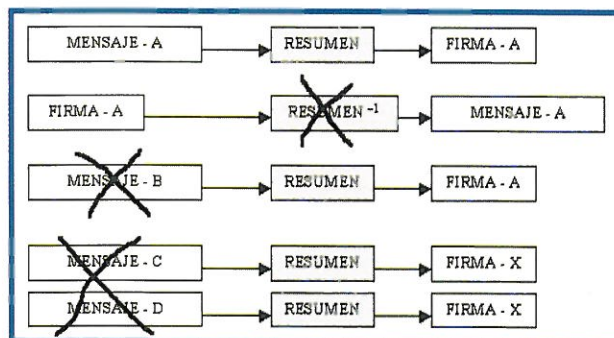 MENSAJE - A RESUMEN FIRMA - A
FIRMA - A RESUMEN -1 MENSAJE - A
MENSAJE - B RESUMEN FIRMA - A
MENSAJE - C RESUMEN FIRMA - X
MENSAJE - D RESUMEN FIRMA - X